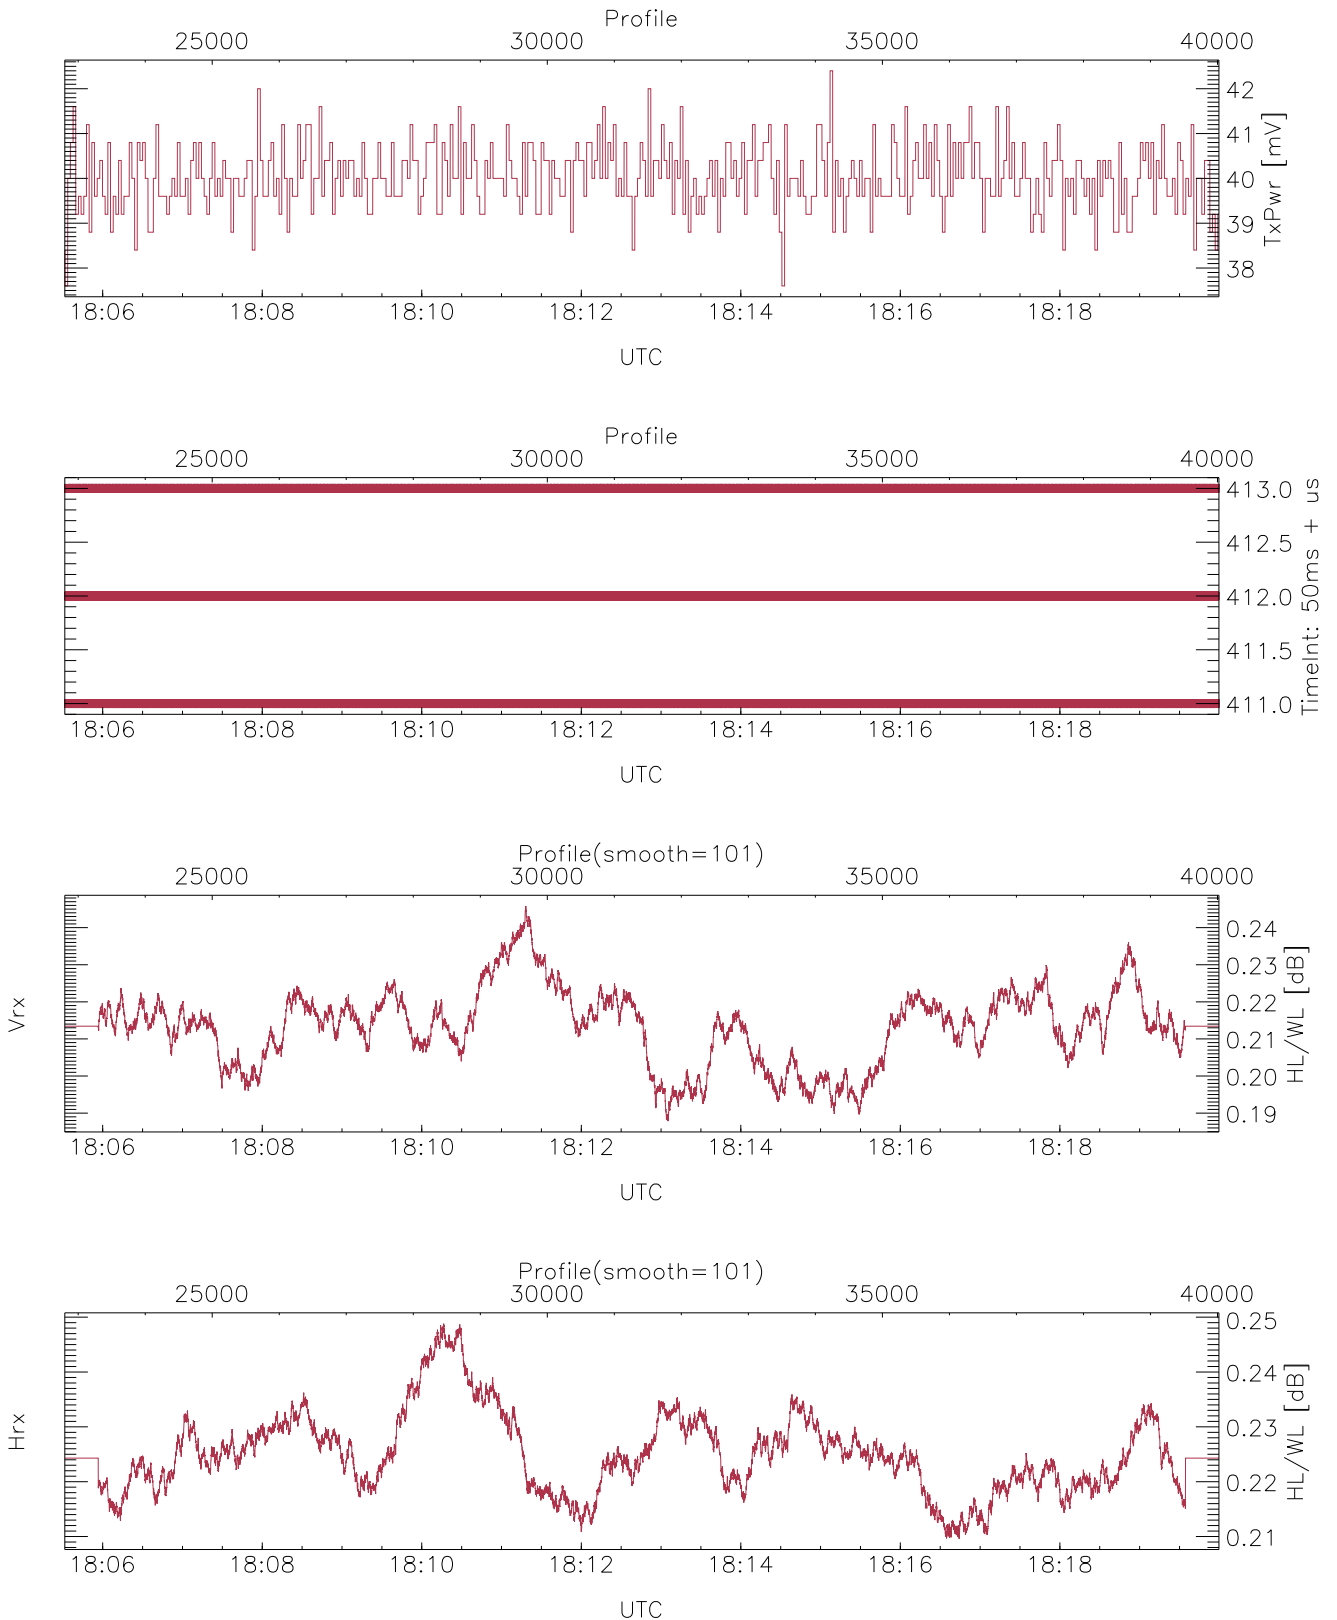 Profile
25000 30000 35000 40000
42
41
40
39
38
TxPwr [mV]
18:06 18:08 18:10 18:12 18:14 18:16 18:18
UTC
Profile
25000 30000 35000 40000
413.0
412.5
412.0
411.5
411.0
TimeInt: 50ms + us
18:06 18:08 18:10 18:12 18:14 18:16 18:18
UTC
Profile(smooth=101)
25000 30000 35000 40000
Vrx
0.24
0.23
0.22
0.21
0.20
0.19
HL/WL [dB]
18:06 18:08 18:10 18:12 18:14 18:16 18:18
UTC
Profile(smooth=101)
25000 30000 35000 40000
Hrx
0.25
0.24
0.23
0.22
0.21
HL/WL [dB]
18:06 18:08 18:10 18:12 18:14 18:16 18:18
UTC